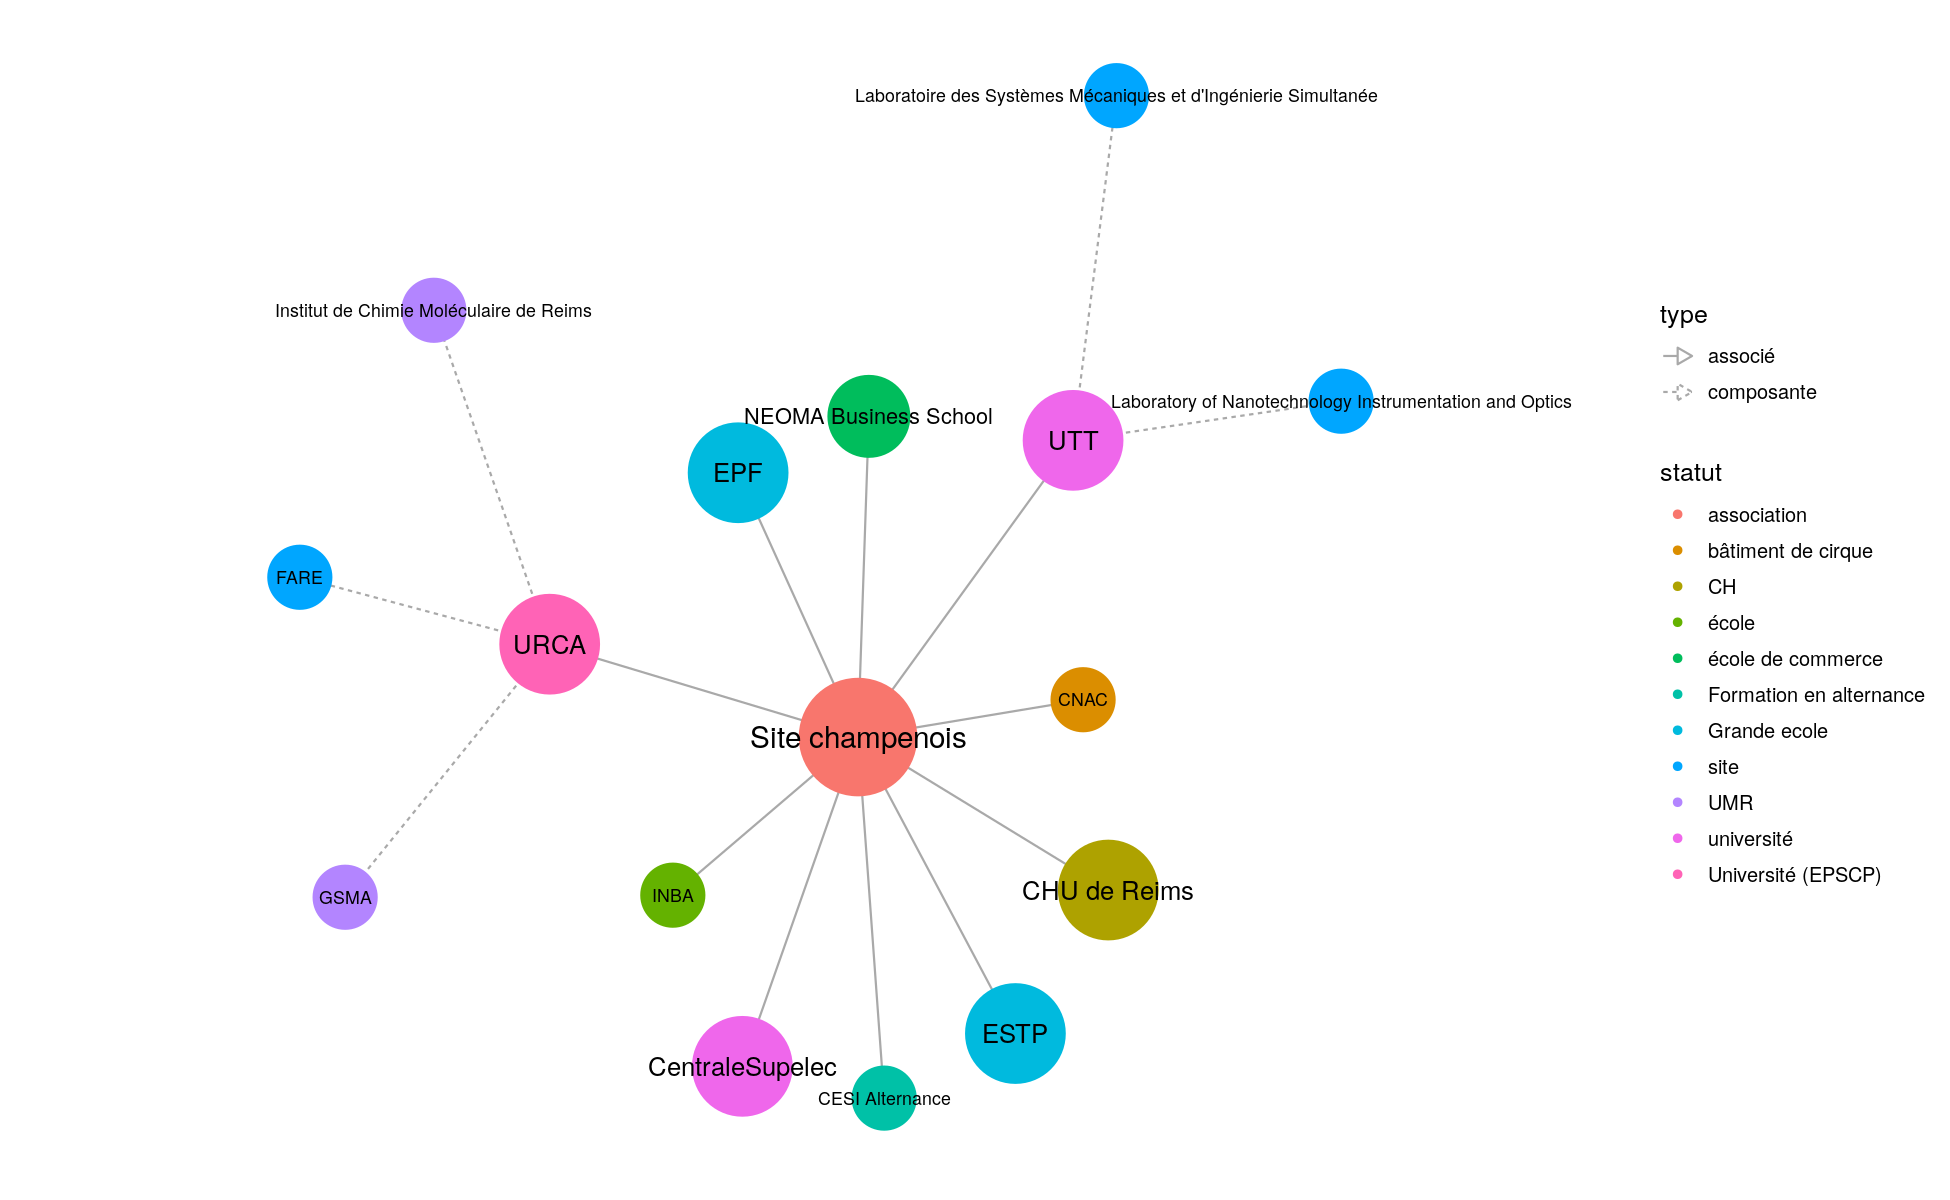 Laboratoire des Systèmes Mécaniques et d'Ingénierie Simultanée
Institut de Chimie Moléculaire de Reims
Laboratory of Nanotechnology Instrumentation and Optics
NEOMA Business School
UTT
EPF
FARE
URCA
CNAC
Site champenois
CHU de Reims
INBA
GSMA
ESTP
CentraleSupelec
CESI Alternance
type
associé
composante
statut
association
bâtiment de cirque
CH
école
école de commerce
Formation en alternance
Grande ecole
site
UMR
université
Université (EPSCP)